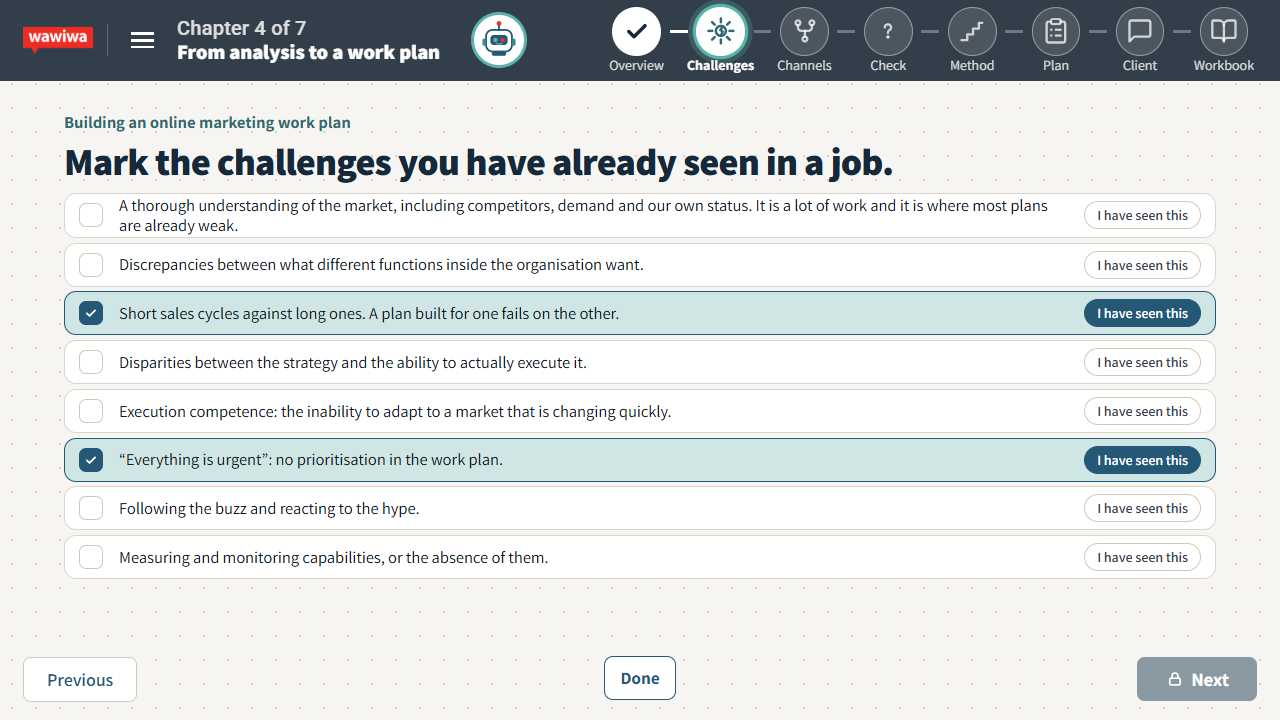 wawiwa
Chapter 4 of 7
From analysis to a work plan
Overview
Challenges
Channels
?
Check
Method
Plan
Client
Workbook
Building an online marketing work plan
Mark the challenges you have already seen in a job.
A thorough understanding of the market, including competitors, demand and our own status. It is a lot of work and it is where most plans
are already weak.
I have seen this
Discrepancies between what different functions inside the organisation want.
I have seen this
Short sales cycles against long ones. A plan built for one fails on the other.
I have seen this
Disparities between the strategy and the ability to actually execute it.
I have seen this
Execution competence: the inability to adapt to a market that is changing quickly.
I have seen this
“Everything is urgent”: no prioritisation in the work plan.
I have seen this
Following the buzz and reacting to the hype.
I have seen this
Measuring and monitoring capabilities, or the absence of them.
I have seen this
Previous
Done
Next